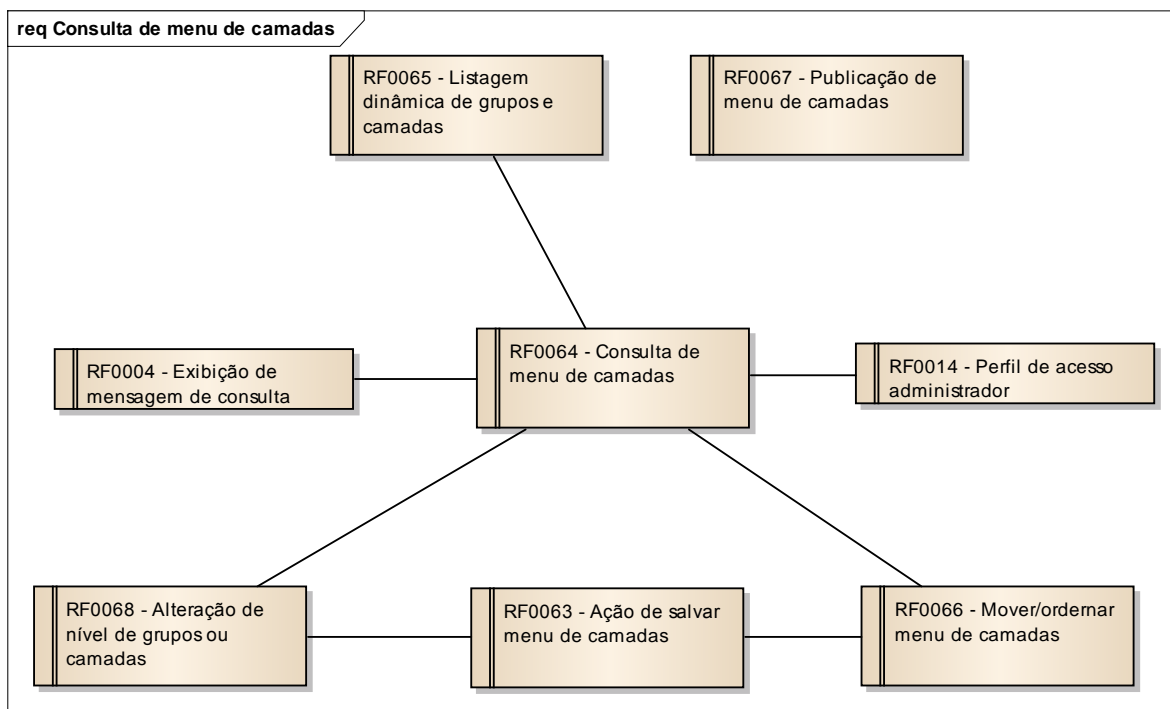 req Consulta de menu de camadas
RF0065 - Listagem
dinâmica de grupos e
camadas
RF0067 - Publicação de
menu de camadas
RF0004 - Exibição de
mensagem de consulta
RF0064 - Consulta de
menu de camadas
RF0014 - Perfil de acesso
administrador
RF0068 - Alteração de
nível de grupos ou
camadas
RF0063 - Ação de salvar
menu de camadas
RF0066 - Mover/ordernar
menu de camadas